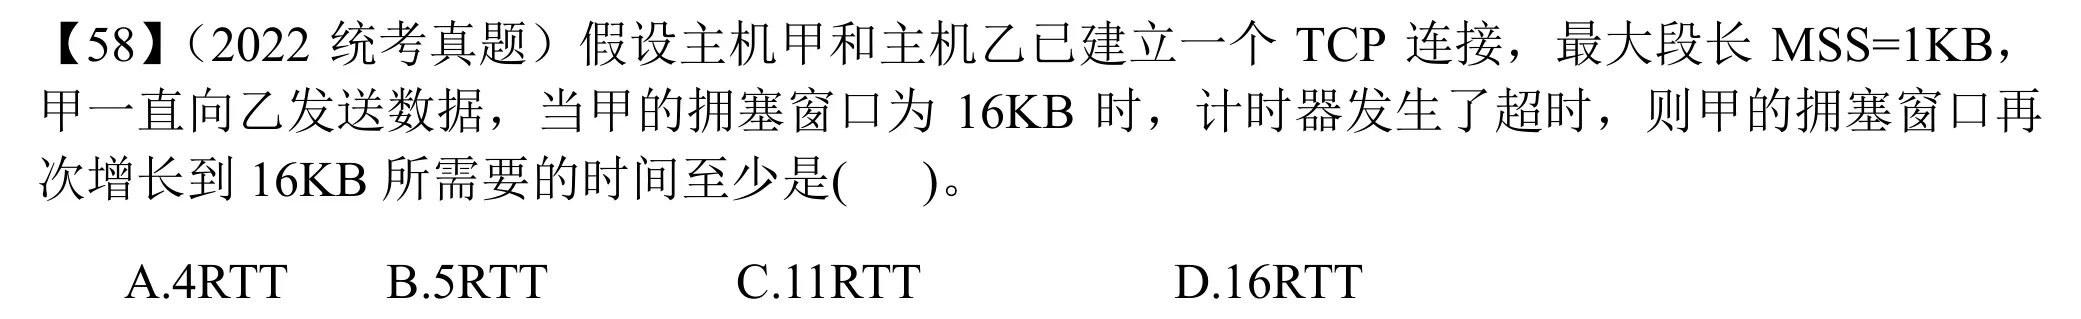 【58】（2022 统考真题）假设主机甲和主机乙已建立一个 TCP 连接，最大段长 MSS=1KB，
甲一直向乙发送数据，当甲的拥塞窗口为 16KB 时，计时器发生了超时，则甲的拥塞窗口再
次增长到 16KB 所需要的时间至少是( )。
A.4RTT B.5RTT C.11RTT D.16RTT